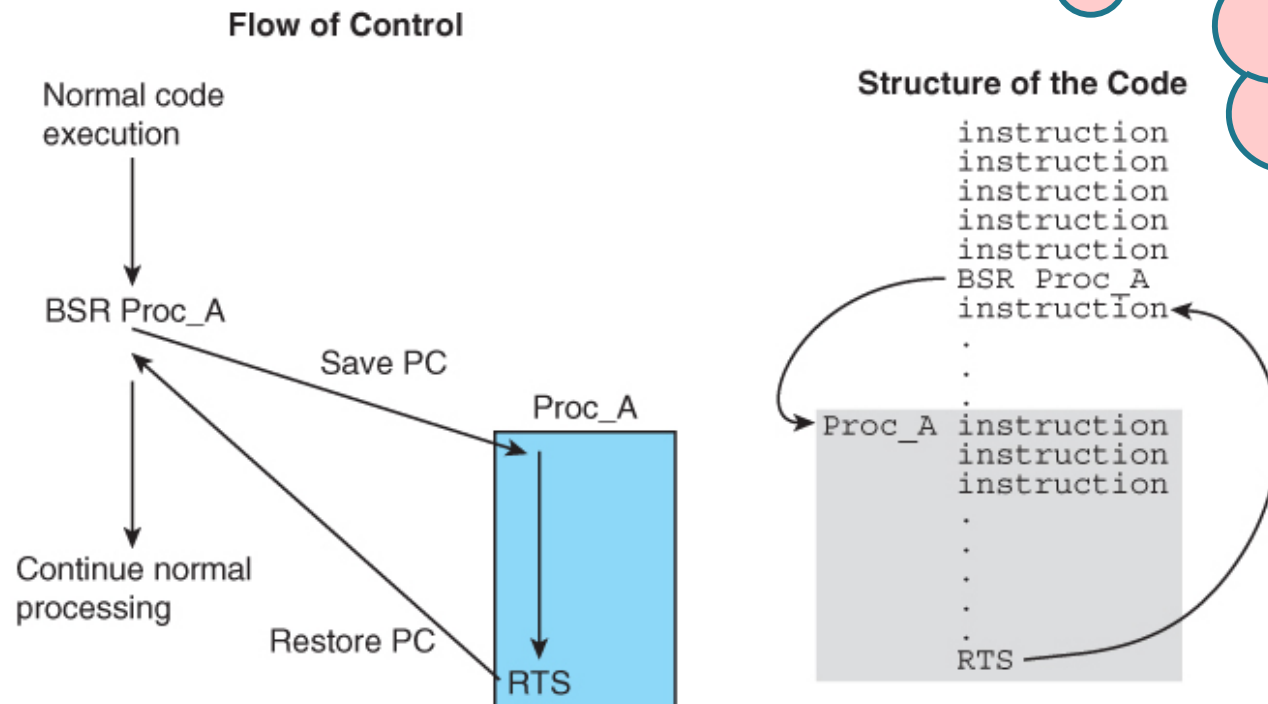 Flow of Control
Normal code
execution
BSR Proc_A
Save PC
Proc_A
Continue normal
processing
Restore PC
RTS
Structure of the Code
instruction
instruction
instruction
instruction
instruction
BSR Proc_A
instruction
.
.
.
Proc_A instruction
instruction
instruction
.
.
.
.
.
RTS